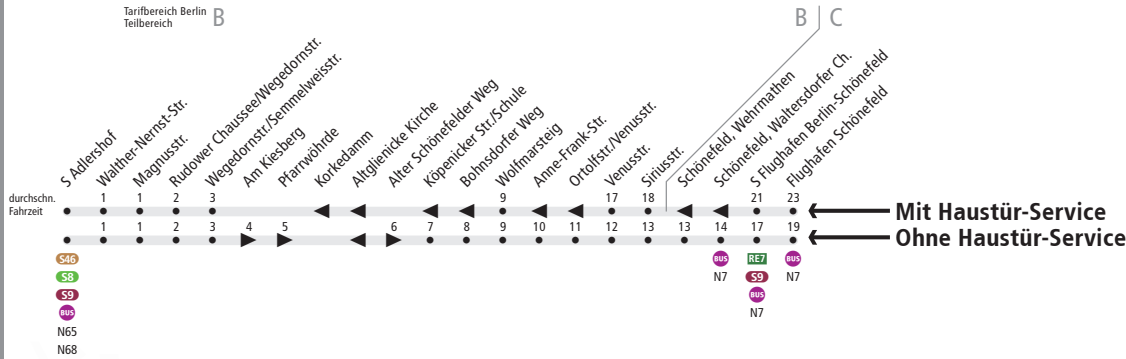 Tarifbereich Berlin
Teilbereich
B
B
C
S Adlershof
Walther-Nernst-Str.
Magnusstr.
Rudower Chaussee/Wegedornstr.
Wegedornstr./Semmelweisstr.
Am Kiesberg
Pfarrwöhrde
Korkedamm
Altglienicke Kirche
Alter Schönefelder Weg
Köpenicker Str./Schule
Bohnsdorfer Weg
Wolfmarsteig
Anne-Frank-Str.
Ortolfstr./Venusstr.
Venusstr.
Siriusstr.
Schönefeld, Wehrmathen
Schönefeld, Waltersdorfer Ch.
S Flughafen Berlin-Schönefeld
Flughafen Schönefeld
durchschn.
Fahrzeit
1 1 2 3 9 17 18 21 23
Mit Haustür-Service
1 1 2 3 4 5 6 7 8 9 10 11 12 13 13 14 17 19
Ohne Haustür-Service
S46
S8
S9
BUS
N65
N68
BUS
N7
RE7
S9
BUS
N7
BUS
N7